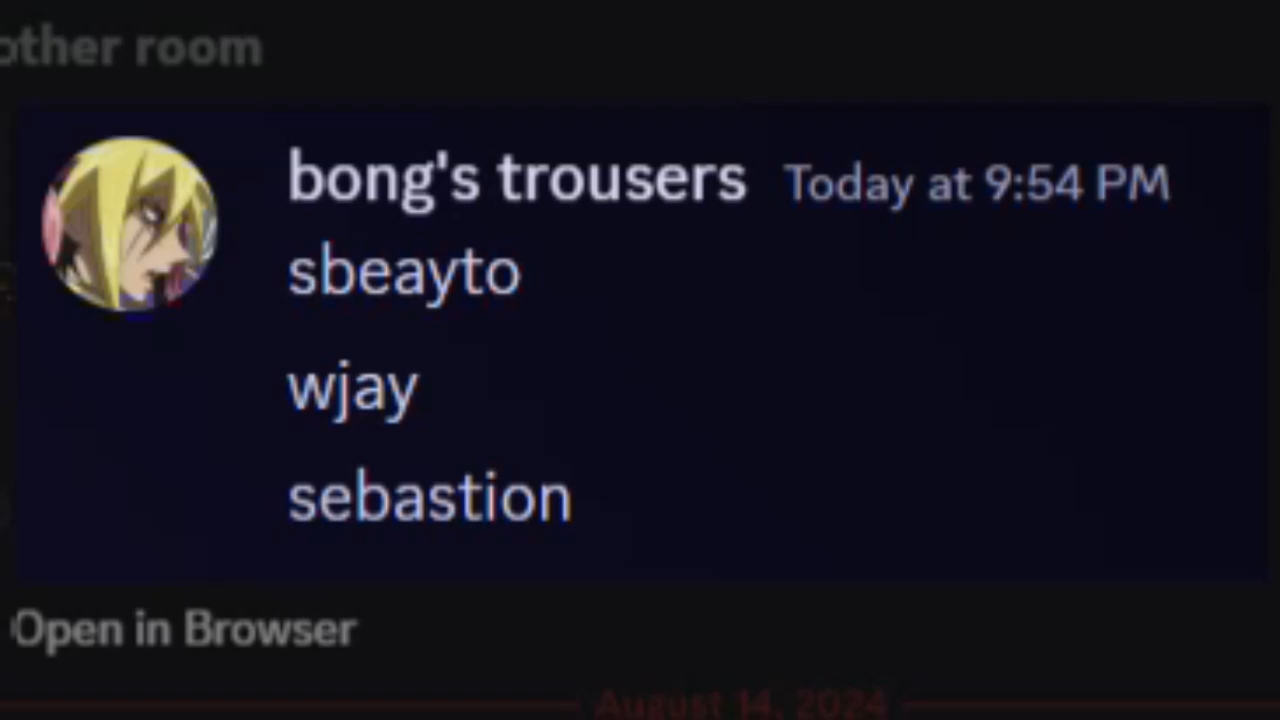 other room
bong's trousers Today at 9:54 PM
sbeayto
wjay
sebastion
Open in Browser
August 14, 2024